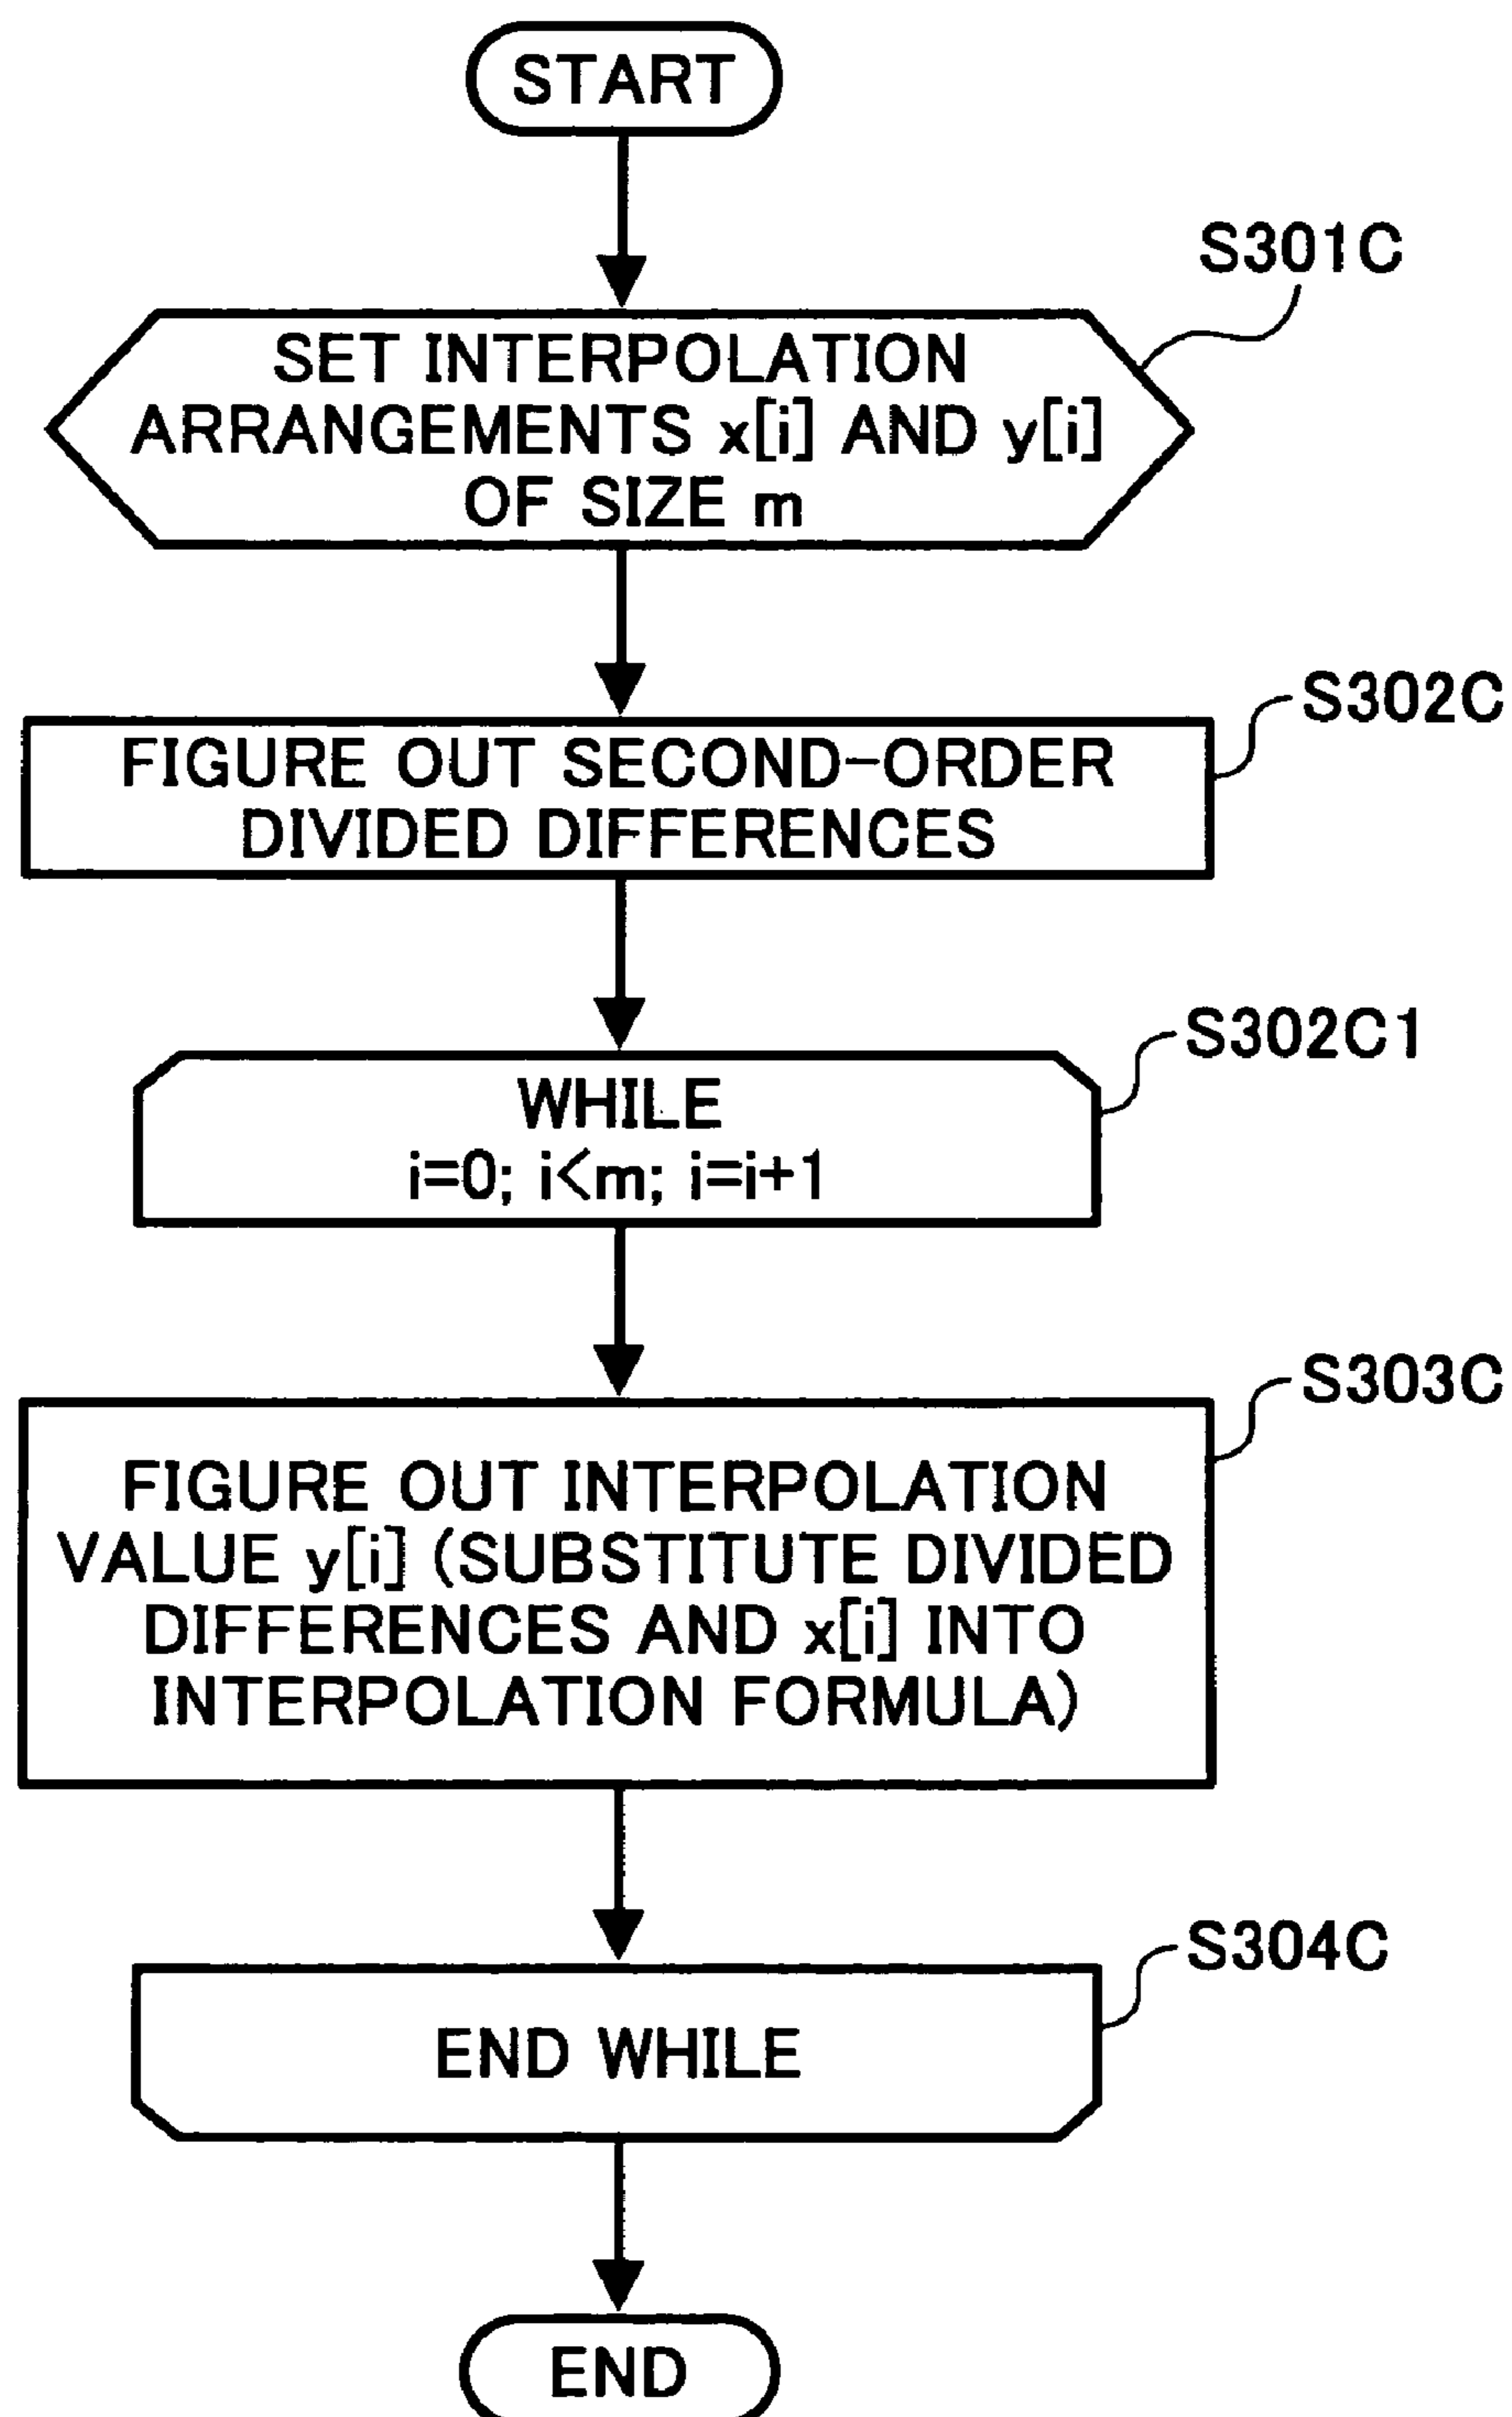 START
S301C
SET INTERPOLATION
ARRANGEMENTS x[i] AND y[i]
OF SIZE m
S302C
FIGURE OUT SECOND-ORDER
DIVIDED DIFFERENCES
S302C1
WHILE
i=0; i<m; i=i+1
S303C
FIGURE OUT INTERPOLATION
VALUE y[i] (SUBSTITUTE DIVIDED
DIFFERENCES AND x[i] INTO
INTERPOLATION FORMULA)
S304C
END WHILE
END